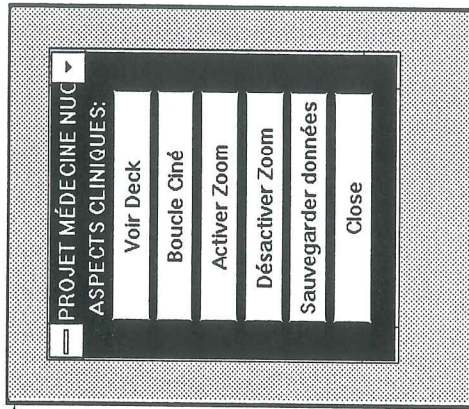 PROJET MÉDECINE NUC
ASPECTS CLINIQUES:
Voir Deck
Boucle Ciné
Activer Zoom
Désactiver Zoom
Sauvegarder données
Close